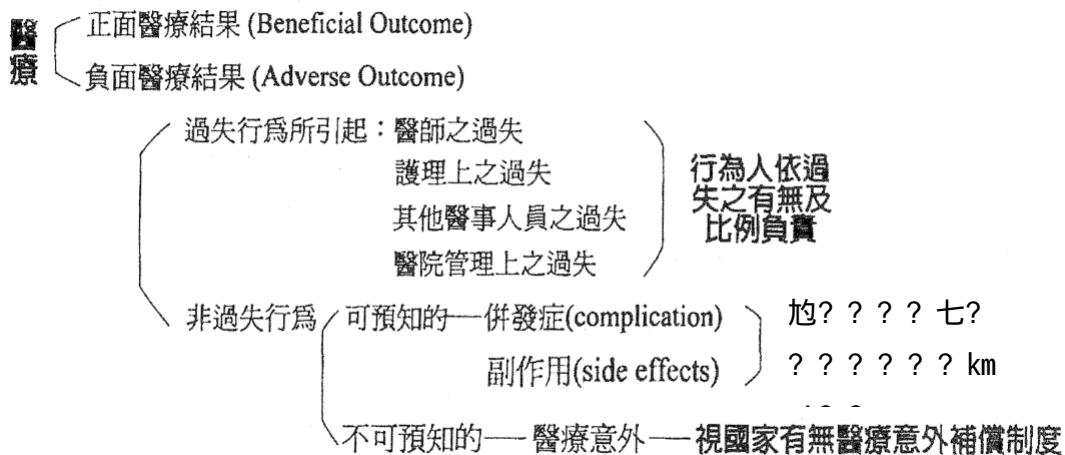 醫療
正面醫療結果 (Beneficial Outcome)
負面醫療結果 (Adverse Outcome)
過失行爲所引起：醫師之過失
護理上之過失
其他醫事人員之過失
醫院管理上之過失
行為人依過
失之有無及
比例負責
非過失行爲
可預知的──併發症(complication)
副作用(side effects)
尥? ? ? ? 七?
? ? ? ? ? ? km
不可預知的── 醫療意外 ── 視國家有無醫療意外補償制度